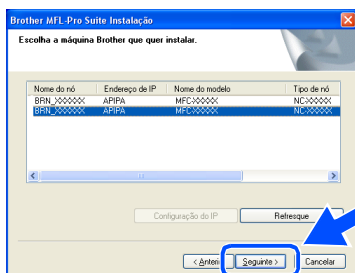 Brother MFL-Pro Suite Instalação
Escolha a máquina Brother que quer instalar.
Nome do nó Endereço de IP Nome do modelo Tipo de nó
BRN_XXXXXX APIPA MFC-XXXXX NC-XXXXX
BRN_XXXXXX APIPA MFC-XXXXX NC-XXXXX
Configuração do IP Refresque
< Anterior Seguinte > Cancelar